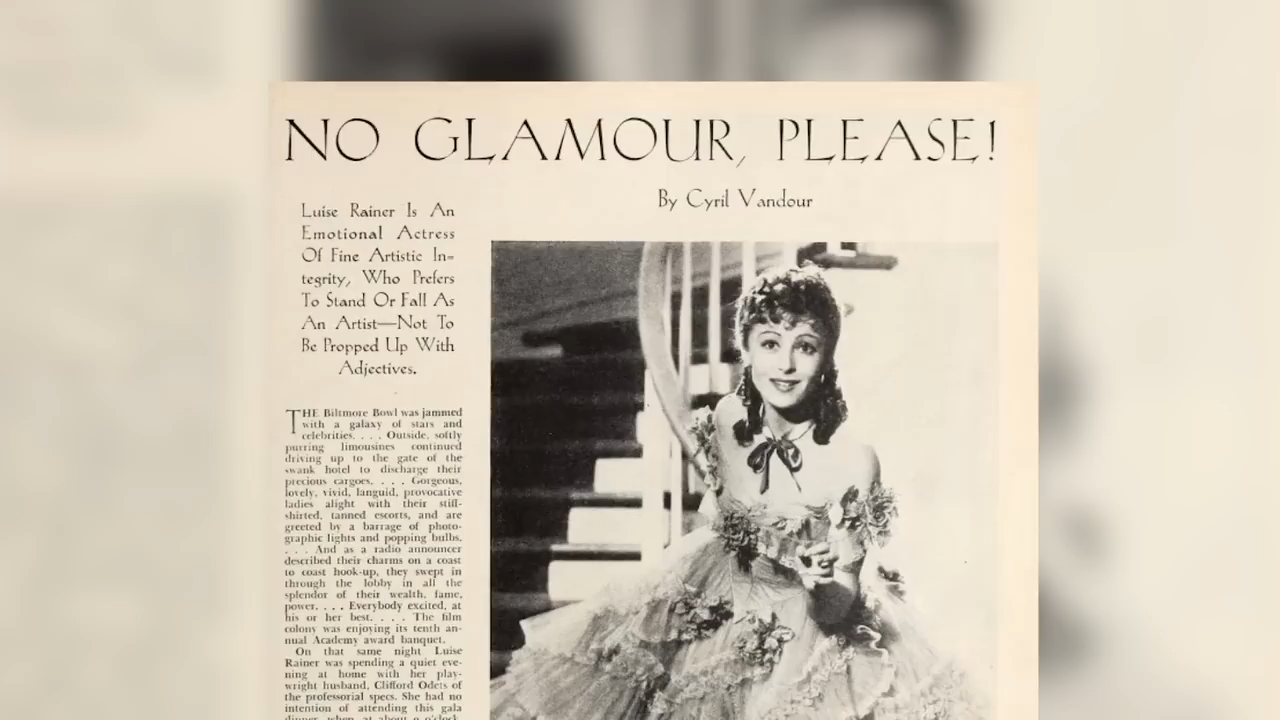 NO GLAMOUR, PLEASE!
By Cyril Vandour
Luise Rainer Is An
Emotional Actress
Of Fine Artistic In=
tegrity, Who Prefers
To Stand Or Fall As
An Artist—Not To
Be Propped Up With
Adjectives.
THE Biltmore Bowl was jammed
with a galaxy of stars and
celebrities. . . . Outside, softly
purring limousines continued
driving up to the gate of the
swank hotel to discharge their
precious cargoes. . . . Gorgeous,
lovely, vivid, languid, provocative
ladies alight with their stiff-
shirted, tanned escorts, and are
greeted by a barrage of photo-
graphic lights and popping bulbs.
. . . And as a radio announcer
described their charms on a coast
to coast hook-up, they swept in
through the lobby in all the
splendor of their wealth, fame,
power. . . . Everybody excited, at
his or her best. . . . The film
colony was enjoying its tenth an-
nual Academy award banquet.
On that same night Luise
Rainer was spending a quiet eve-
ning at home with her play-
wright husband, Clifford Odets of
the professorial specs. She had no
intention of attending this gala
dinner, when at about